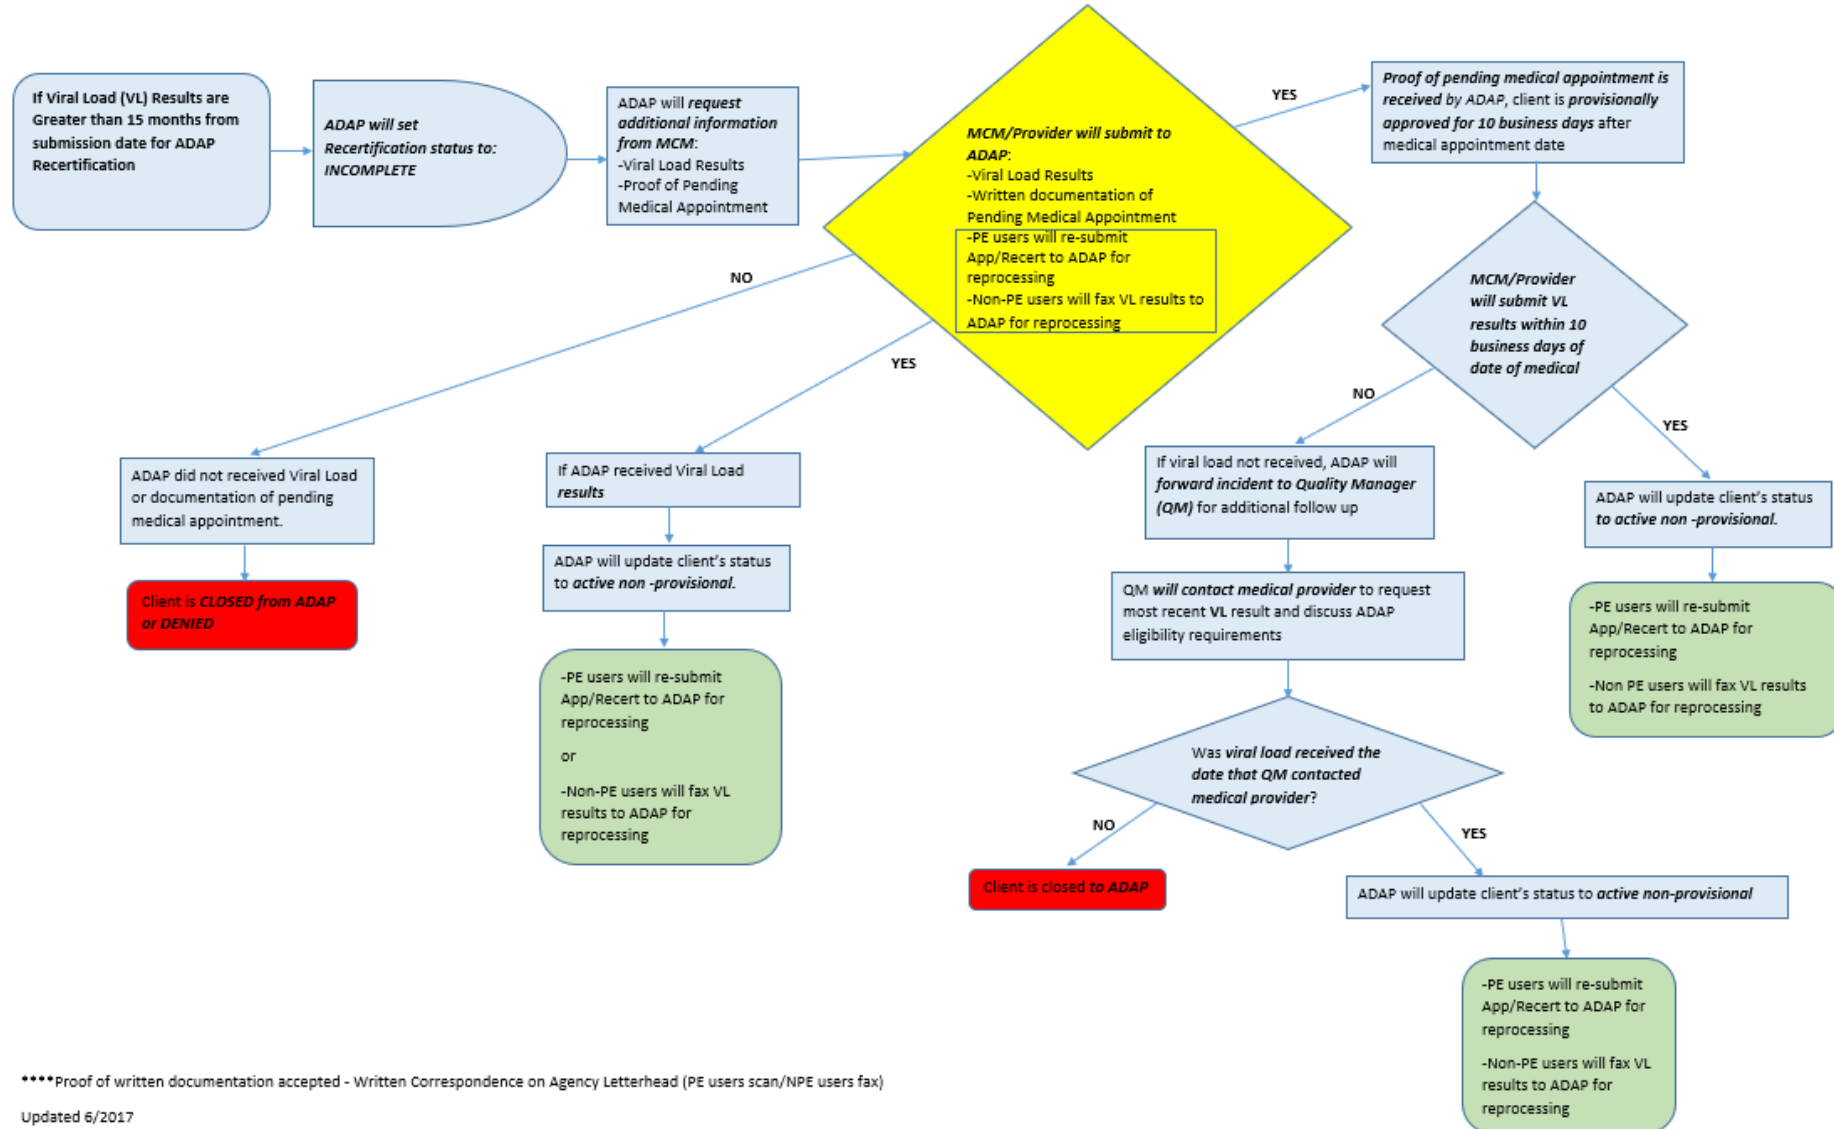 If Viral Load (VL) Results are
Greater than 15 months from
submission date for ADAP
Recertification
ADAP will set
Recertification status to:
INCOMPLETE
ADAP will request
additional information
from MCM:
-Viral Load Results
-Proof of Pending
Medical Appointment
MCM/Provider will submit to
ADAP:
-Viral Load Results
-Written documentation of
Pending Medical Appointment
-PE users will re-submit
App/Recert to ADAP for
reprocessing
-Non-PE users will fax VL results to
ADAP for reprocessing
YES
Proof of pending medical appointment is
received by ADAP, client is provisionally
approved for 10 business days after
medical appointment date
MCM/Provider
will submit VL
results within 10
business days of
date of medical
NO
YES
NO
YES
ADAP did not received Viral Load
or documentation of pending
medical appointment.
Client is CLOSED from ADAP
or DENIED
If ADAP received Viral Load
results
ADAP will update client's status
to active non -provisional.
-PE users will re-submit
App/Recert to ADAP for
reprocessing
or
-Non-PE users will fax VL
results to ADAP for
reprocessing
If viral load not received, ADAP will
forward incident to Quality Manager
(QM) for additional follow up
QM will contact medical provider to request
most recent VL result and discuss ADAP
eligibility requirements
Was viral load received the
date that QM contacted
medical provider?
NO
YES
Client is closed to ADAP
ADAP will update client's status to active non-provisional
-PE users will re-submit
App/Recert to ADAP for
reprocessing
-Non-PE users will fax VL
results to ADAP for
reprocessing
ADAP will update client's status
to active non -provisional.
-PE users will re-submit
App/Recert to ADAP for
reprocessing
-Non PE users will fax VL results
to ADAP for reprocessing
****Proof of written documentation accepted - Written Correspondence on Agency Letterhead (PE users scan/NPE users fax)
Updated 6/2017